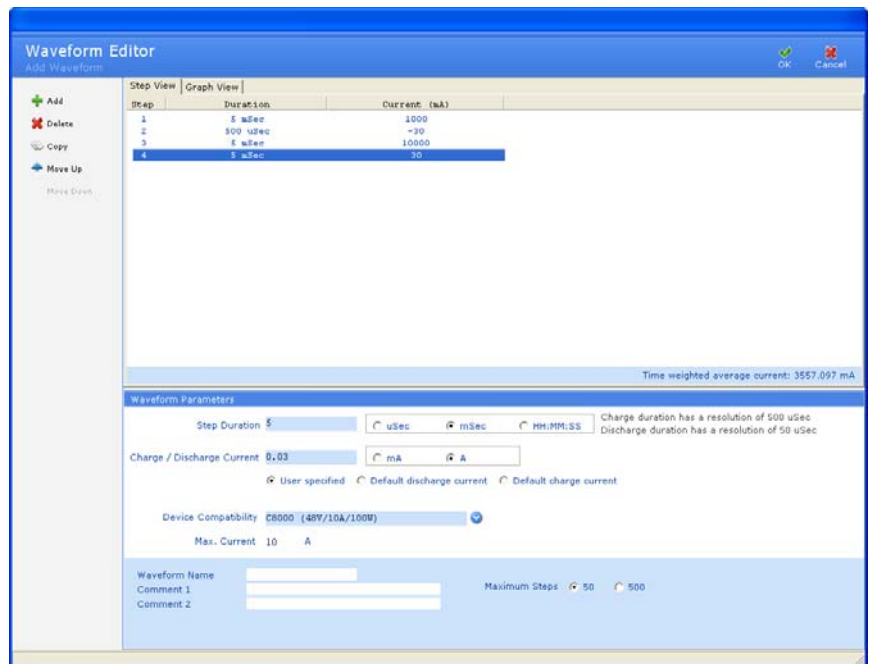 Waveform Editor
Add Waveform
OK Cancel
Add
Delete
Copy
Move Up
Move Down
Step View Graph View
Step Duration Current (mA)
1 5 mSec 1000
2 500 uSec -30
3 5 mSec 10000
4 5 mSec 30
Time weighted average current: 3557.097 mA
Waveform Parameters
Step Duration 5 uSec mSec HH:MM:SS
Charge duration has a resolution of 500 uSec
Discharge duration has a resolution of 50 uSec
Charge / Discharge Current 0.03 mA A
User specified Default discharge current Default charge current
Device Compatibility C8000 (48V/10A/100W)
Max. Current 10 A
Waveform Name
Comment 1
Comment 2
Maximum Steps 50 500